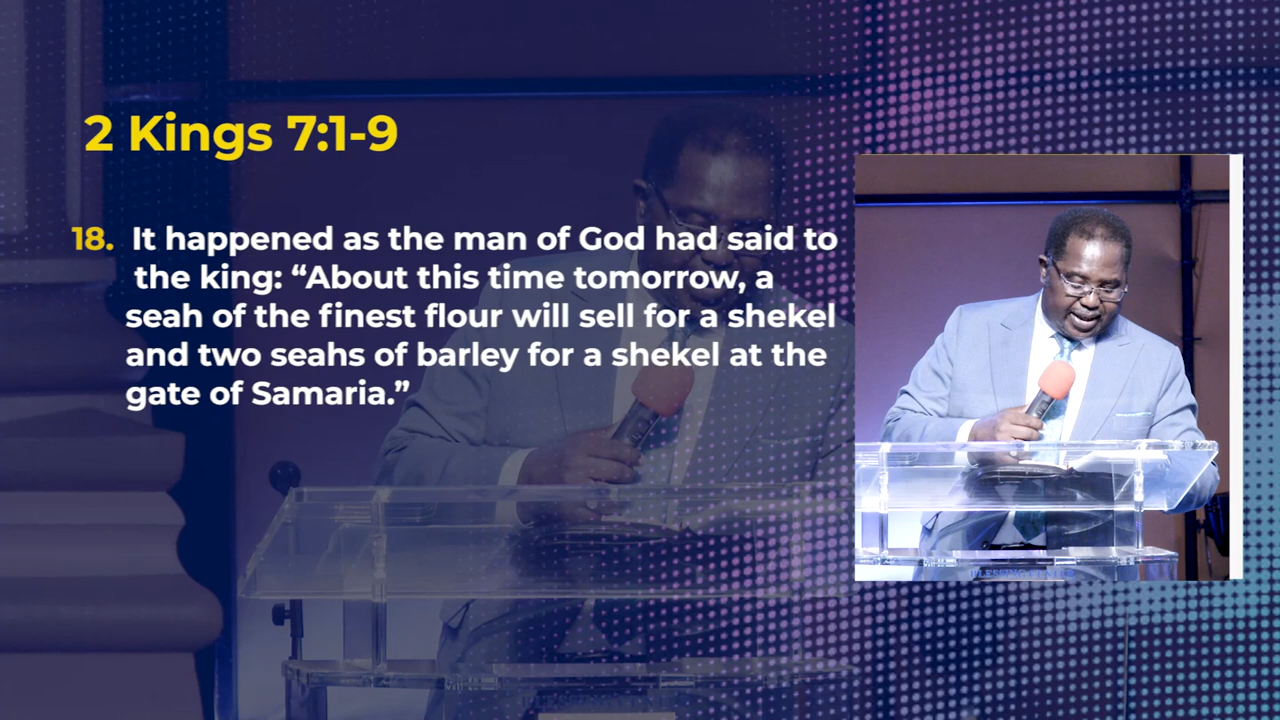 2 Kings 7:1-9
18. It happened as the man of God had said to
the king: “About this time tomorrow, a
seah of the finest flour will sell for a shekel
and two seahs of barley for a shekel at the
gate of Samaria.”